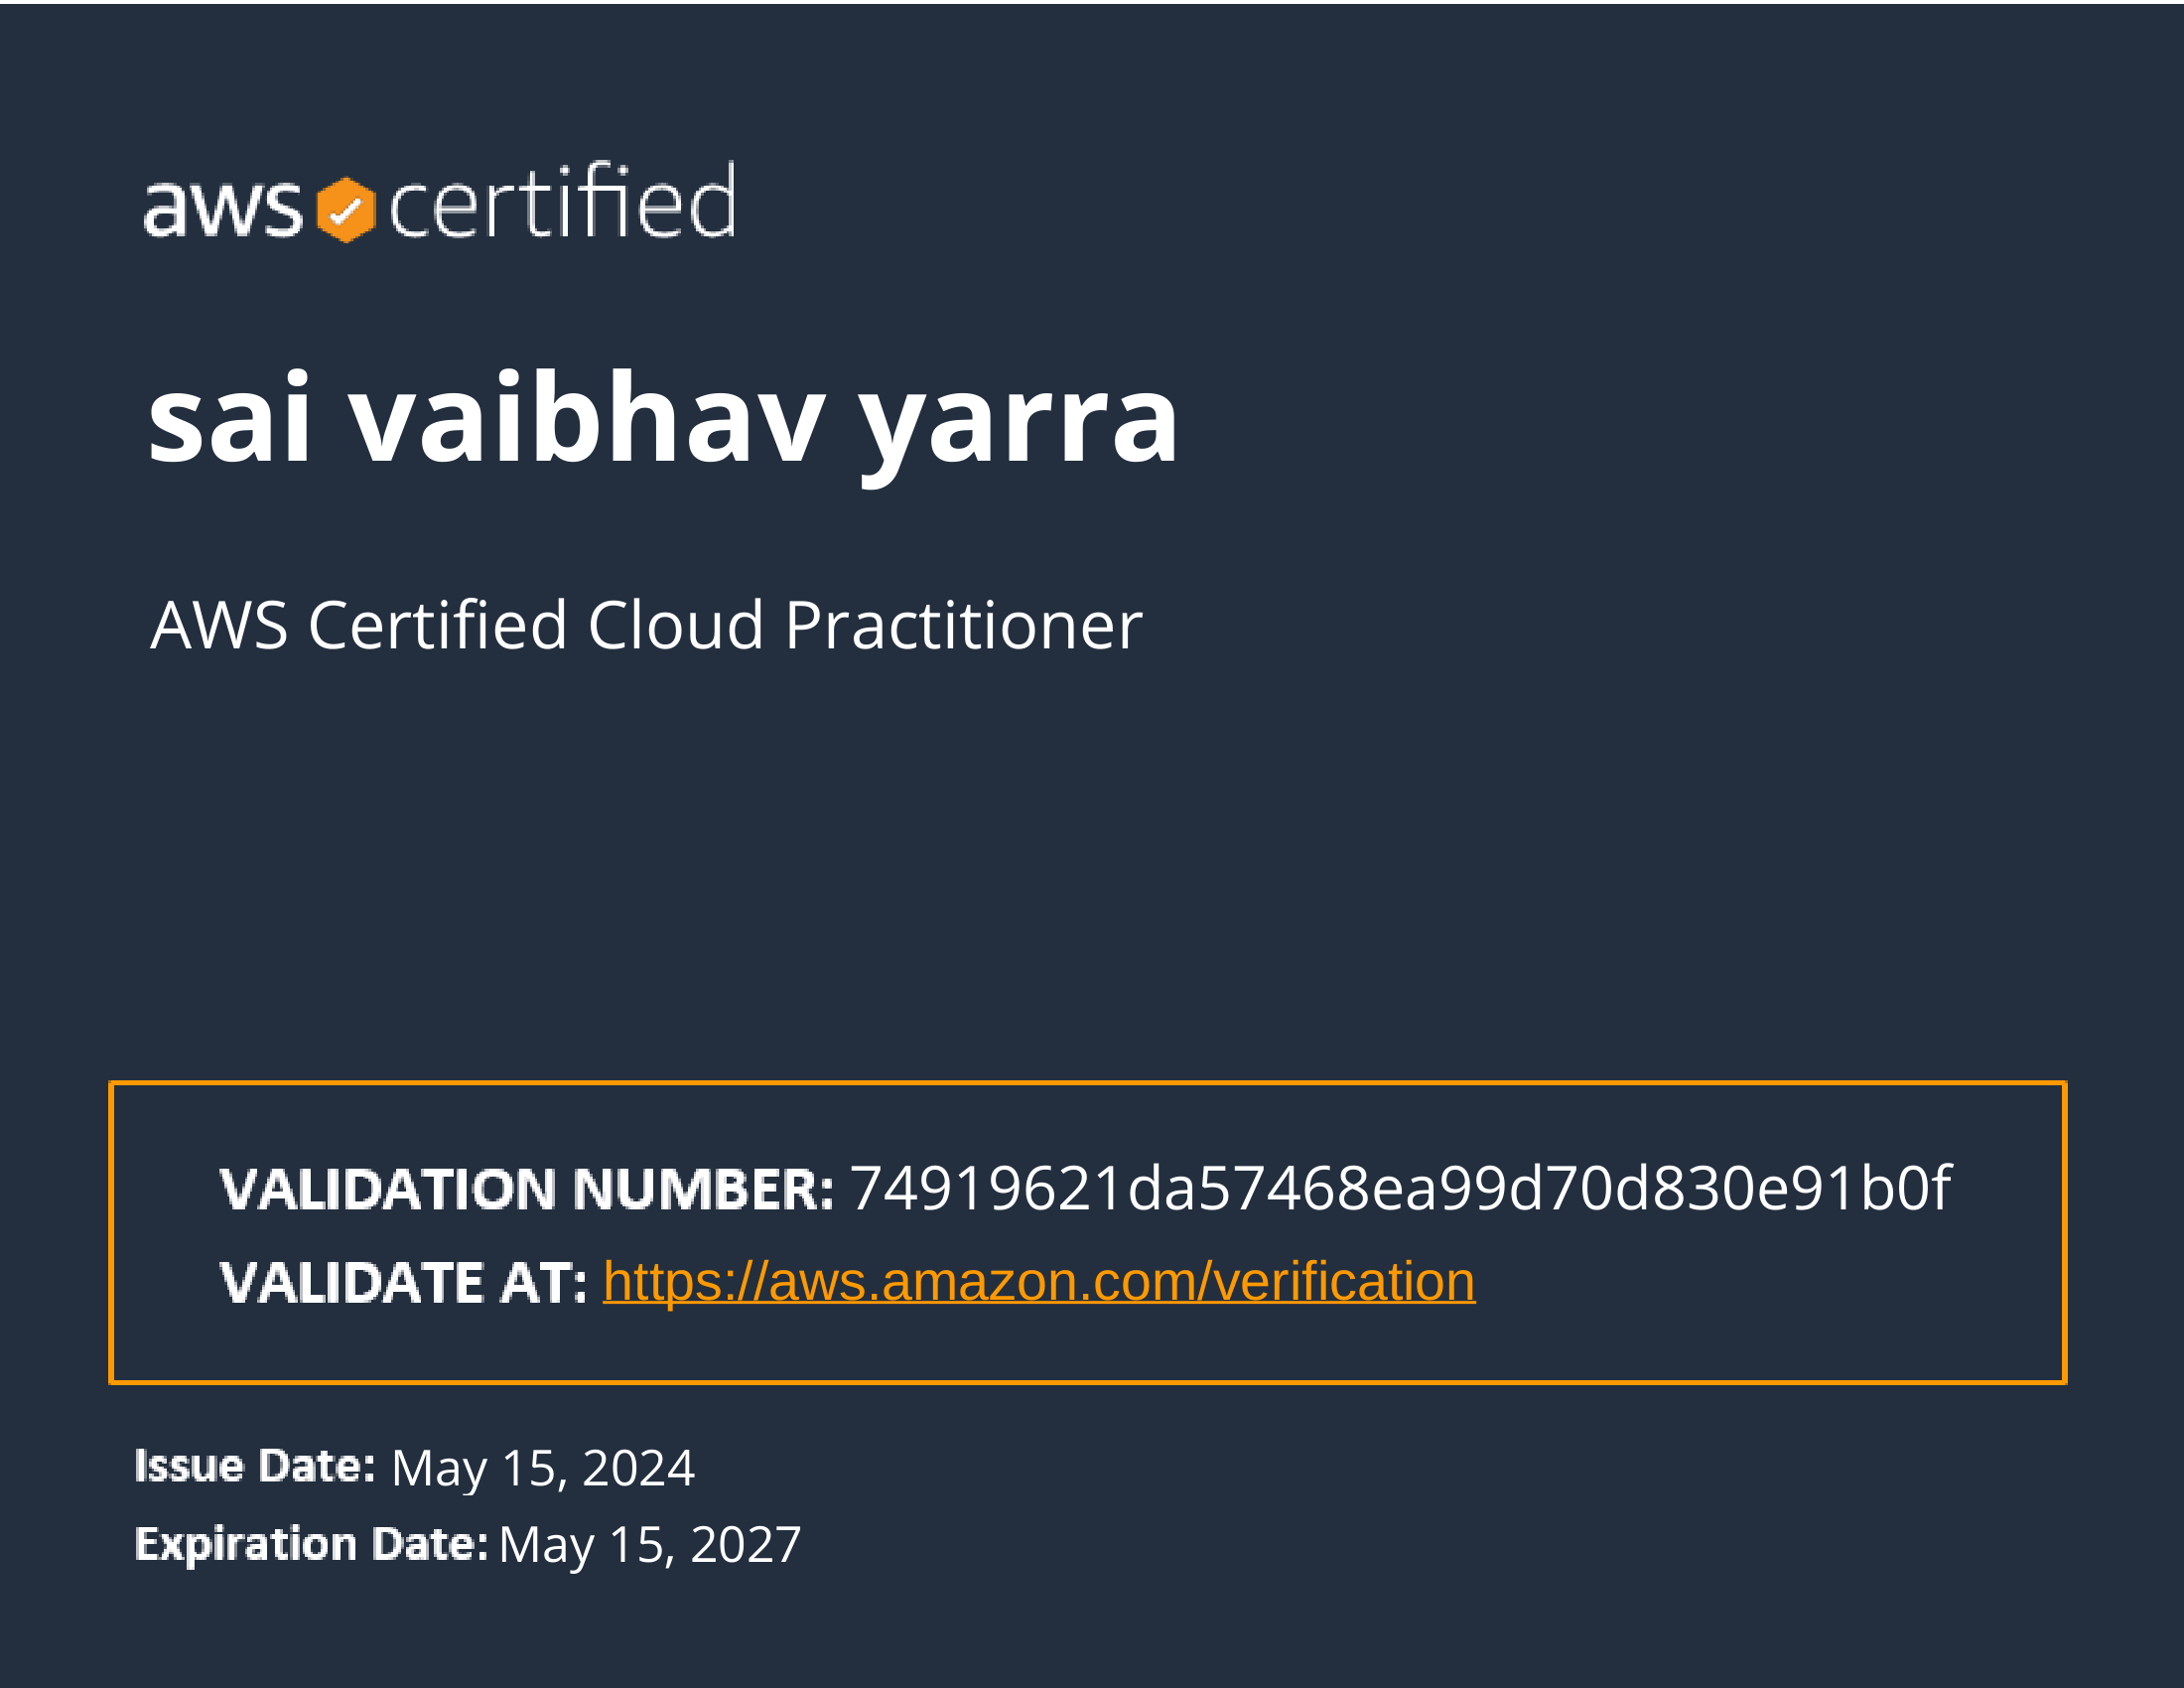 aws certified
sai vaibhav yarra
AWS Certified Cloud Practitioner
VALIDATION NUMBER: 74919621da57468ea99d70d830e91b0f
VALIDATE AT: https://aws.amazon.com/verification
Issue Date: May 15, 2024
Expiration Date: May 15, 2027